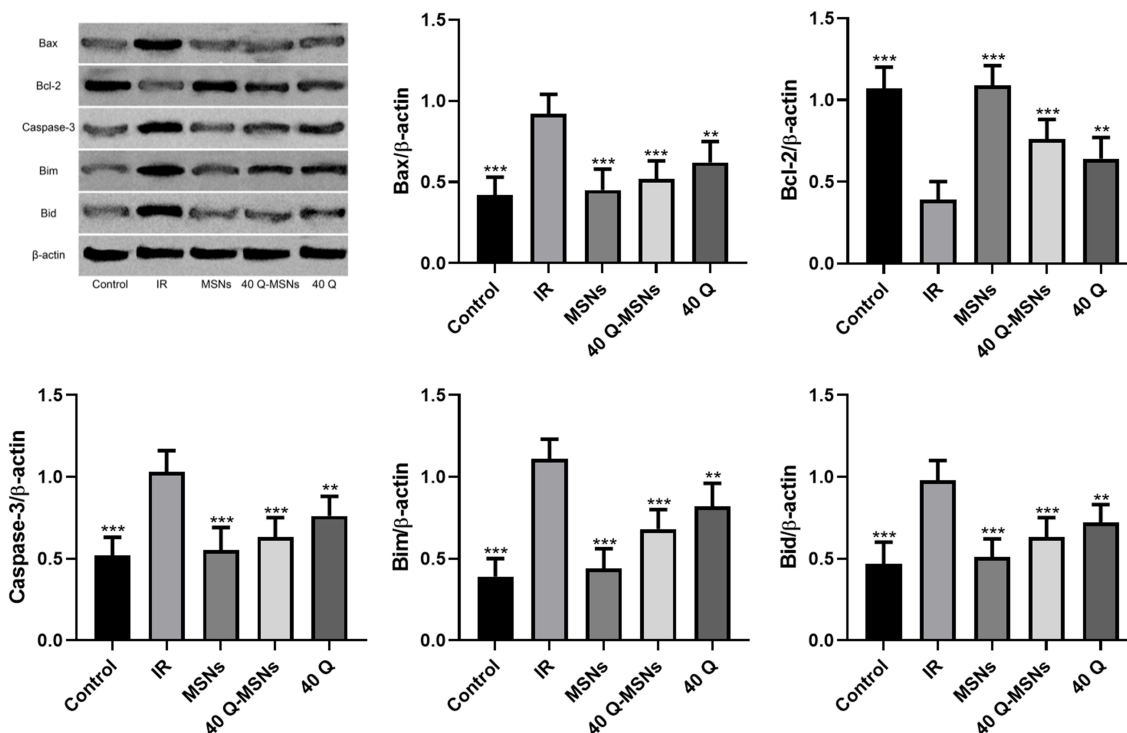 Bax
Bcl-2
Caspase-3
Bim
Bid
β-actin
Control IR MSNs 40 Q-MSNs 40 Q
Bax/β-actin
1.5
1.0
0.5
0.0
***
***
***
**
Control
IR
MSNs
40 Q-MSNs
40 Q
Bcl-2/β-actin
1.5
1.0
0.5
0.0
***
***
***
**
Control
IR
MSNs
40 Q-MSNs
40 Q
Caspase-3/β-actin
1.5
1.0
0.5
0.0
***
***
***
**
Control
IR
MSNs
40 Q-MSNs
40 Q
Bim/β-actin
1.5
1.0
0.5
0.0
***
***
***
**
Control
IR
MSNs
40 Q-MSNs
40 Q
Bid/β-actin
1.5
1.0
0.5
0.0
***
***
***
**
Control
IR
MSNs
40 Q-MSNs
40 Q